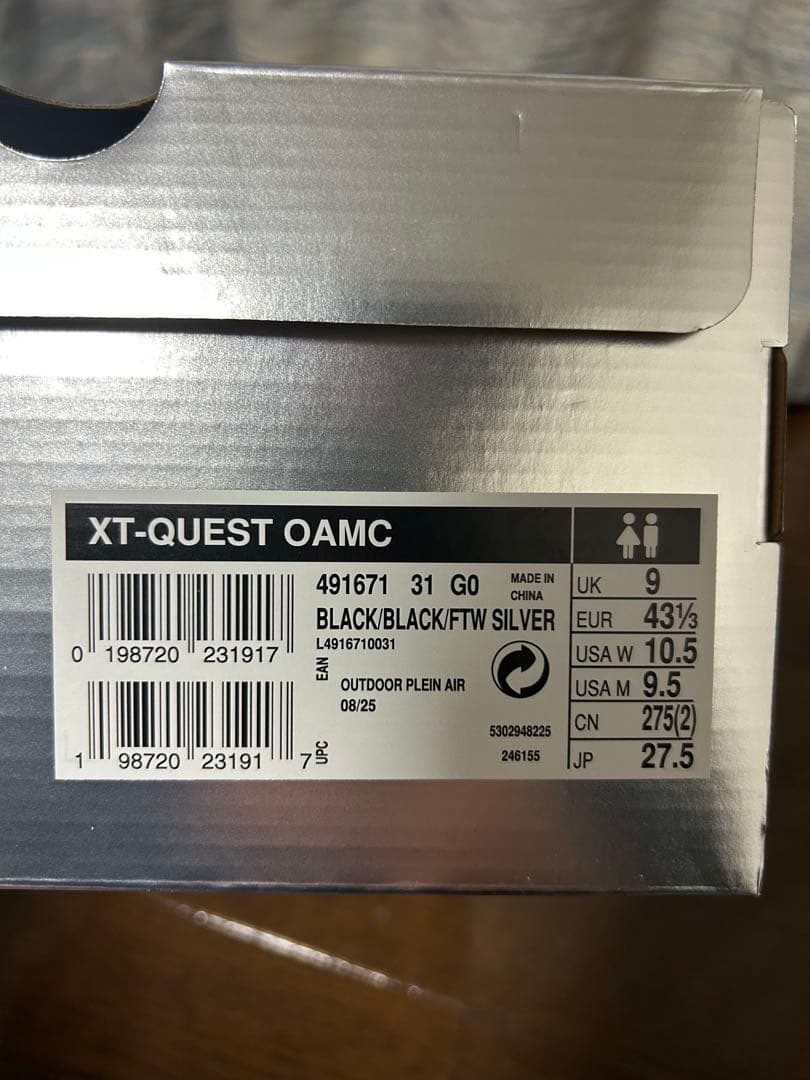 XT-QUEST OAMC
491671 31 G0 MADE IN CHINA
BLACK/BLACK/FTW SILVER
L4916710031
0 198720 231917 EAN
OUTDOOR PLEIN AIR
08/25
1 98720 23191 7 UPC
5302948225
246155
UK 9
EUR 43⅓
USA W 10.5
USA M 9.5
CN 275(2)
JP 27.5